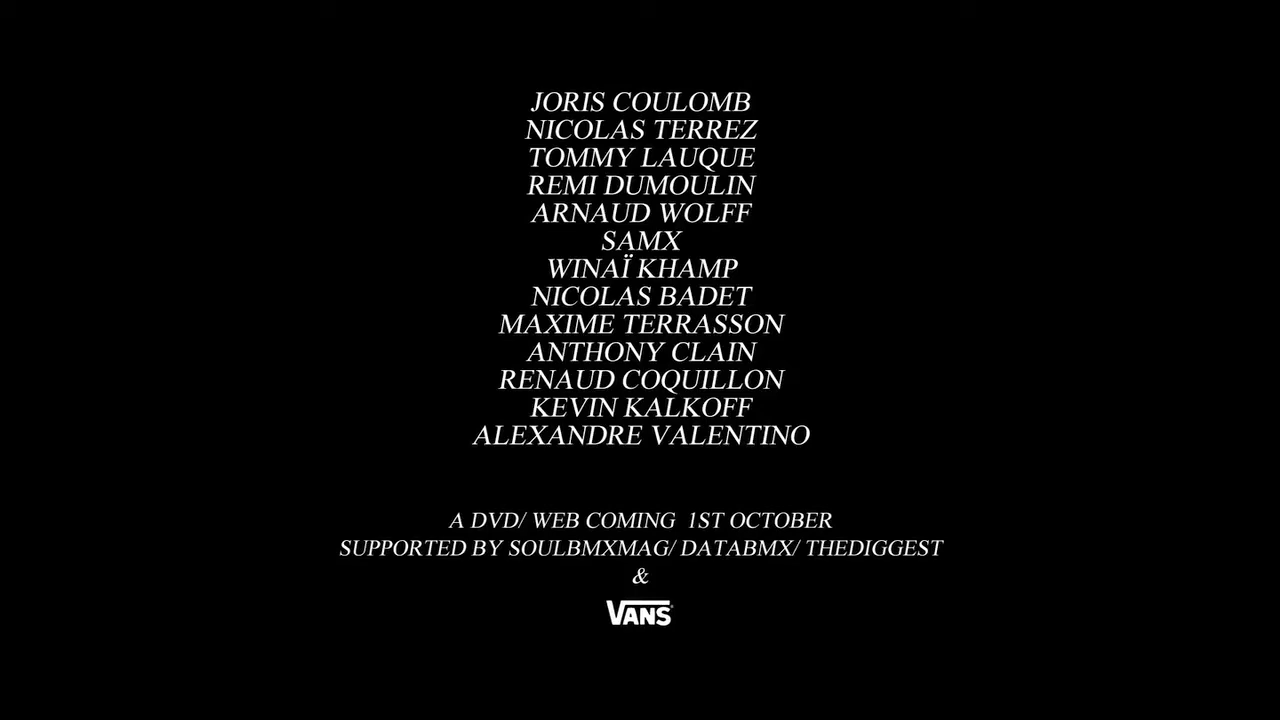 JORIS COULOMB
NICOLAS TERREZ
TOMMY LAUQUE
REMI DUMOULIN
ARNAUD WOLFF
SAMX
WINAÏ KHAMP
NICOLAS BADET
MAXIME TERRASSON
ANTHONY CLAIN
RENAUD COQUILLON
KEVIN KALKOFF
ALEXANDRE VALENTINO
A DVD/ WEB COMING  1ST OCTOBER
SUPPORTED BY SOULBMXMAG/ DATABMX/ THEDIGGEST
&
VANS